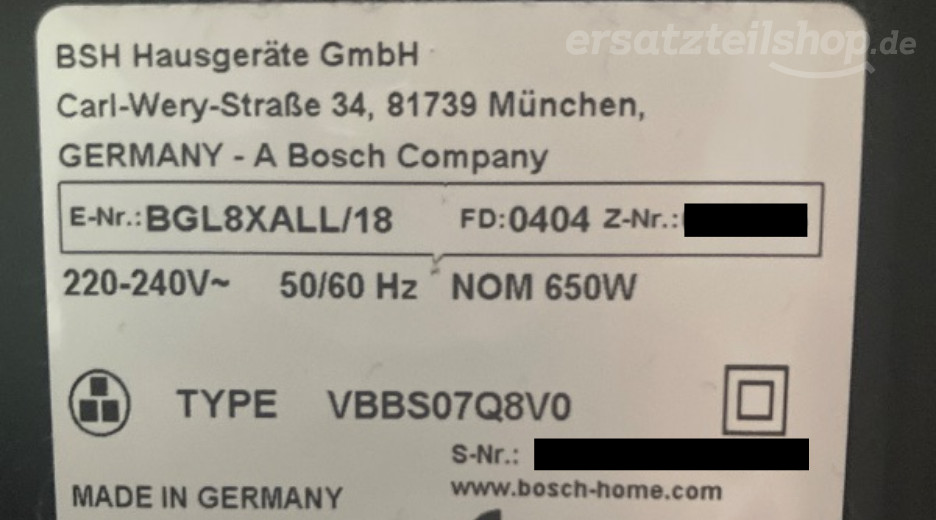 ersatzteilshop.de
BSH Hausgeräte GmbH
Carl-Wery-Straße 34, 81739 München,
GERMANY - A Bosch Company
E-Nr.: BGL8XALL/18 FD: 0404 Z-Nr.:
220-240V~ 50/60 Hz NOM 650W
TYPE VBBS07Q8V0
S-Nr.:
MADE IN GERMANY www.bosch-home.com